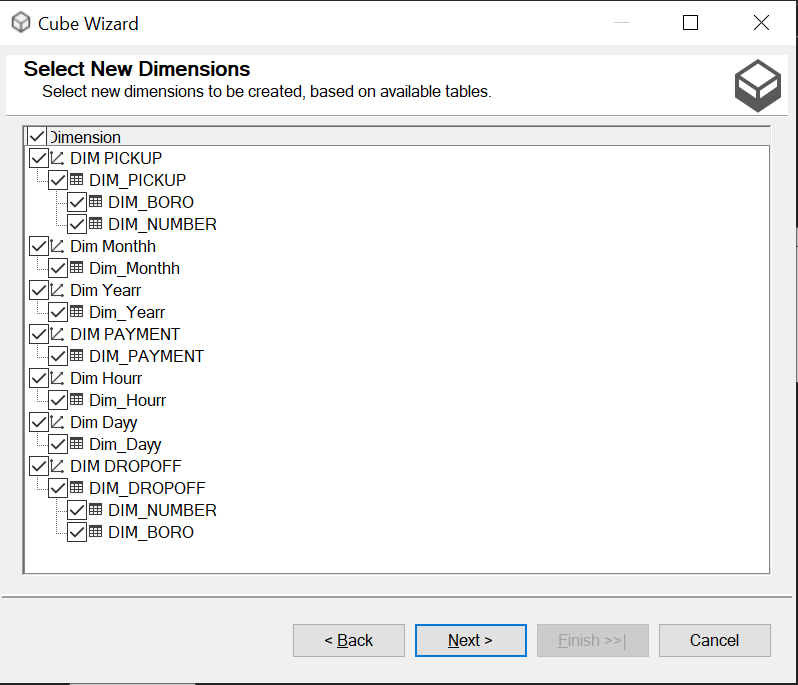 Cube Wizard
Select New Dimensions
Select new dimensions to be created, based on available tables.
Dimension
DIM PICKUP
DIM_PICKUP
DIM_BORO
DIM_NUMBER
Dim Monthh
Dim_Monthh
Dim Yearr
Dim_Yearr
DIM PAYMENT
DIM_PAYMENT
Dim Hourr
Dim_Hourr
Dim Dayy
Dim_Dayy
DIM DROPOFF
DIM_DROPOFF
DIM_NUMBER
DIM_BORO
< Back Next > Finish >>| Cancel